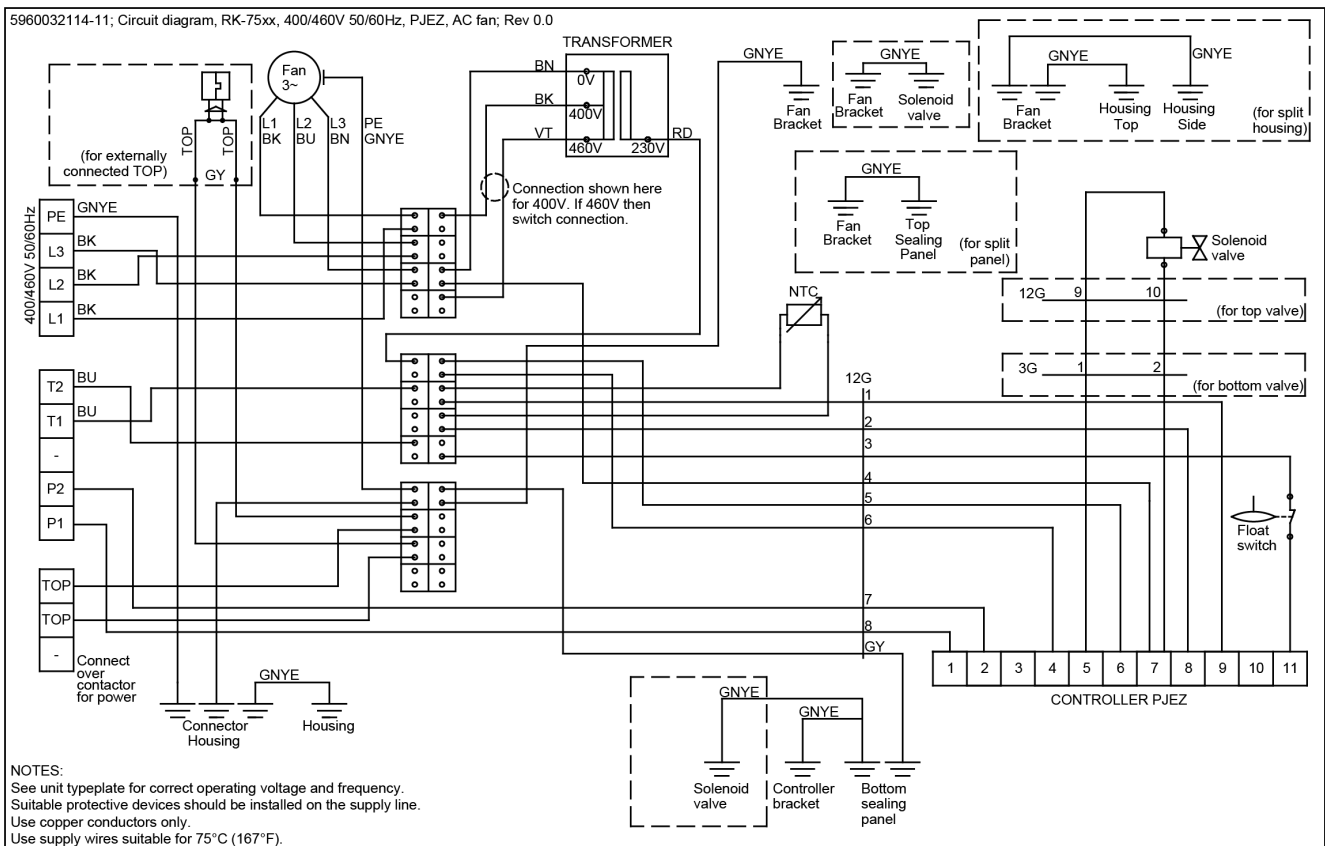 5960032114-11; Circuit diagram, RK-75xx, 400/460V 50/60Hz, PJEZ, AC fan; Rev 0.0
TOP
TOP
GY
(for externally
connected TOP)
Fan
3~
L1
BK
L2
BU
L3
BN
PE
GNYE
TRANSFORMER
BN
0V
BK
400V
VT
460V
230V
RD
Connection shown here
for 400V. If 460V then
switch connection.
GNYE
Fan
Bracket
GNYE
Fan
Bracket
Solenoid
valve
GNYE
GNYE
Fan
Bracket
Housing
Top
Housing
Side
(for split
housing)
GNYE
Fan
Bracket
Top
Sealing
Panel
(for split
panel)
Solenoid
valve
12G
9
10
(for top valve)
3G
1
2
(for bottom valve)
NTC
400/460V 50/60Hz
PE
GNYE
L3
BK
L2
BK
L1
BK
T2
BU
T1
BU
-
P2
P1
TOP
TOP
-
Connect
over
contactor
for power
12G
1
2
3
4
5
6
7
8
GY
Float
switch
1
2
3
4
5
6
7
8
9
10
11
CONTROLLER PJEZ
Connector
Housing
GNYE
Housing
GNYE
GNYE
Solenoid
valve
Controller
bracket
Bottom
sealing
panel
NOTES:
See unit typeplate for correct operating voltage and frequency.
Suitable protective devices should be installed on the supply line.
Use copper conductors only.
Use supply wires suitable for 75°C (167°F).